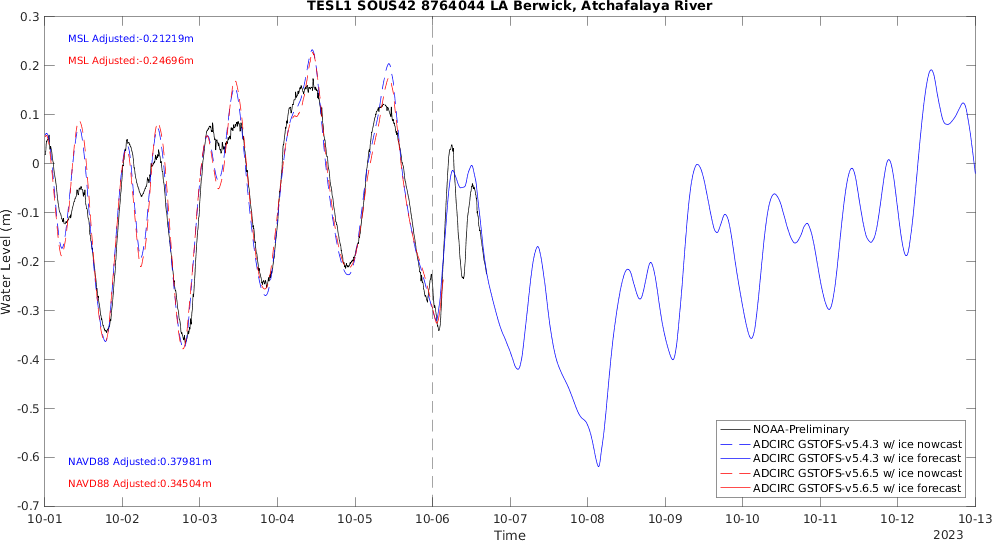 TESL1 SOUS42 8764044 LA Berwick, Atchafalaya River
MSL Adjusted:-0.21219m
MSL Adjusted:-0.24696m
NAVD88 Adjusted:0.37981m
NAVD88 Adjusted:0.34504m
Water Level (m)
0.3
0.2
0.1
0
-0.1
-0.2
-0.3
-0.4
-0.5
-0.6
-0.7
NOAA-Preliminary
ADCIRC GSTOFS-v5.4.3 w/ ice nowcast
ADCIRC GSTOFS-v5.4.3 w/ ice forecast
ADCIRC GSTOFS-v5.6.5 w/ ice nowcast
ADCIRC GSTOFS-v5.6.5 w/ ice forecast
10-01 10-02 10-03 10-04 10-05 10-06 10-07 10-08 10-09 10-10 10-11 10-12 10-13
Time
2023